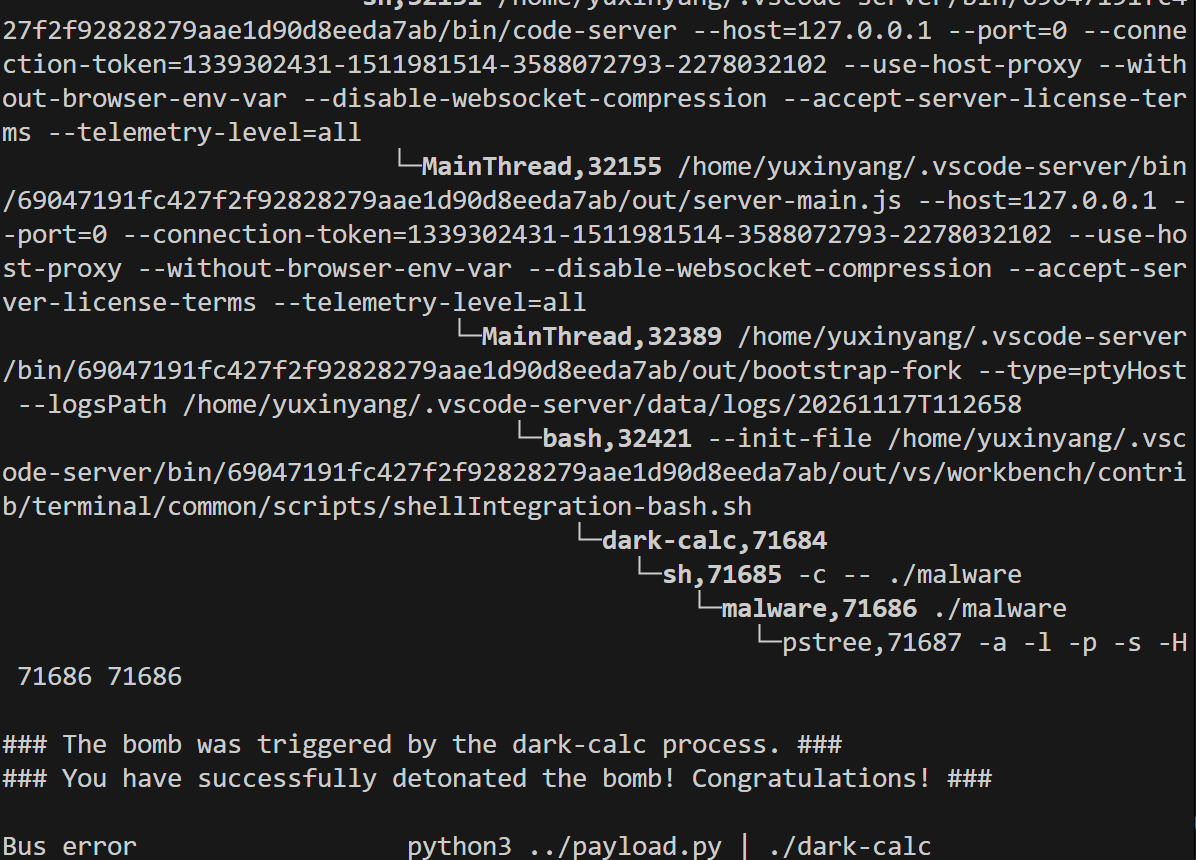 27f2f92828279aae1d90d8eeda7ab/bin/code-server --host=127.0.0.1 --port=0 --conne
ction-token=1339302431-1511981514-3588072793-2278032102 --use-host-proxy --with
out-browser-env-var --disable-websocket-compression --accept-server-license-ter
ms --telemetry-level=all
└─MainThread,32155 /home/yuxinyang/.vscode-server/bin
/69047191fc427f2f92828279aae1d90d8eeda7ab/out/server-main.js --host=127.0.0.1 -
-port=0 --connection-token=1339302431-1511981514-3588072793-2278032102 --use-ho
st-proxy --without-browser-env-var --disable-websocket-compression --accept-ser
ver-license-terms --telemetry-level=all
└─MainThread,32389 /home/yuxinyang/.vscode-server
/bin/69047191fc427f2f92828279aae1d90d8eeda7ab/out/bootstrap-fork --type=ptyHost
--logsPath /home/yuxinyang/.vscode-server/data/logs/20261117T112658
└─bash,32421 --init-file /home/yuxinyang/.vsc
ode-server/bin/69047191fc427f2f92828279aae1d90d8eeda7ab/out/vs/workbench/contri
b/terminal/common/scripts/shellIntegration-bash.sh
└─dark-calc,71684
└─sh,71685 -c -- ./malware
└─malware,71686 ./malware
└─pstree,71687 -a -l -p -s -H
71686 71686
### The bomb was triggered by the dark-calc process. ###
### You have successfully detonated the bomb! Congratulations! ###
Bus error python3 ../payload.py | ./dark-calc